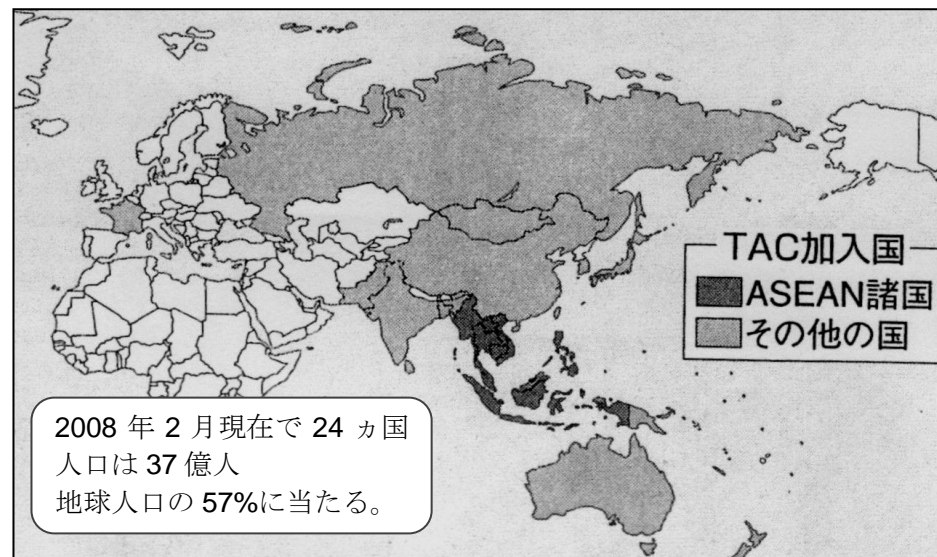 TAC加入国
ASEAN諸国
その他の国
2008 年 2 月現在で 24 ヵ国
人口は 37 億人
地球人口の 57%に当たる。